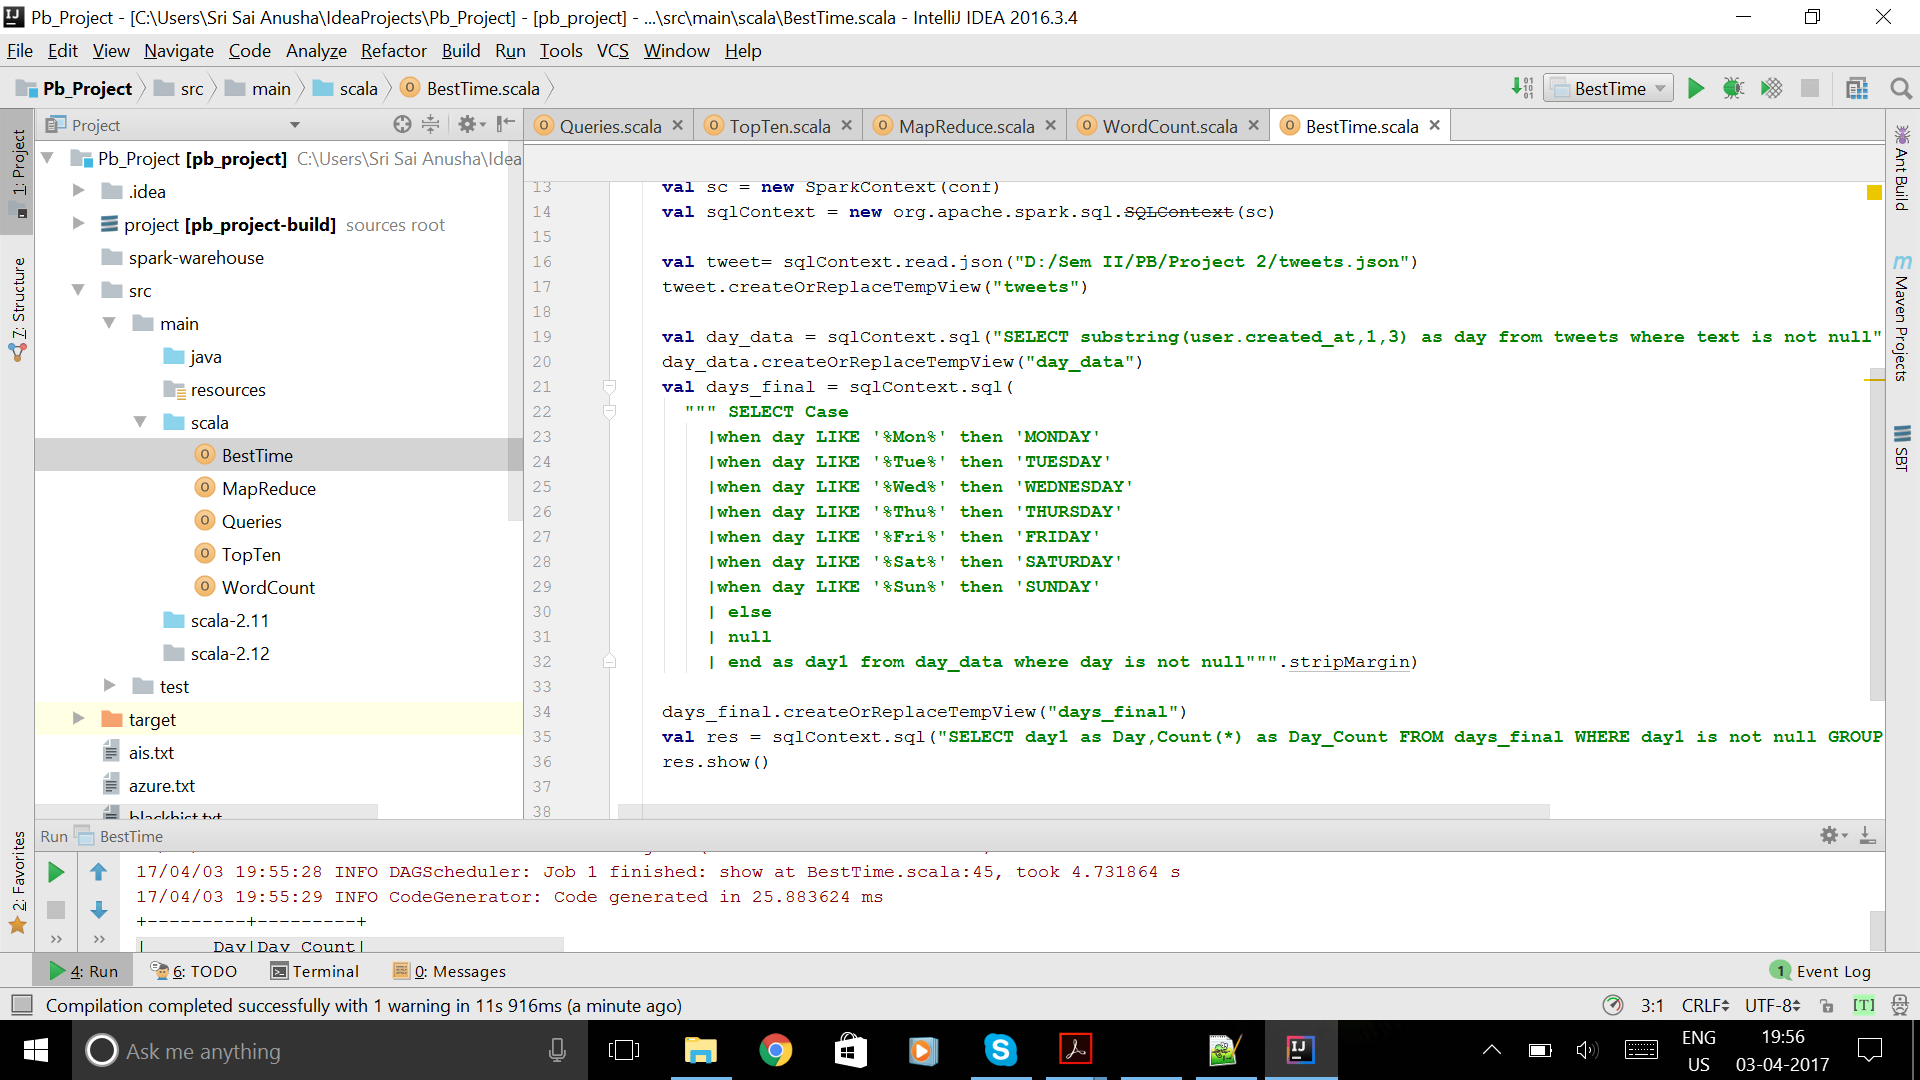 Pb_Project - [C:\Users\Sri Sai Anusha\IdeaProjects\Pb_Project] - [pb_project] - ...\src\main\scala\BestTime.scala - IntelliJ IDEA 2016.3.4
File Edit View Navigate Code Analyze Refactor Build Run Tools VCS Window Help
Pb_Project src main scala BestTime.scala BestTime
Project
Queries.scala TopTen.scala MapReduce.scala WordCount.scala BestTime.scala
1: Project
7: Structure
2: Favorites
Pb_Project [pb_project] C:\Users\Sri Sai Anusha\Idea
.idea
project [pb_project-build] sources root
spark-warehouse
src
main
java
resources
scala
BestTime
MapReduce
Queries
TopTen
WordCount
scala-2.11
scala-2.12
test
target
ais.txt
azure.txt
blackhist.txt
13 val sc = new SparkContext(conf)
14 val sqlContext = new org.apache.spark.sql.SQLContext(sc)
15
16 val tweet= sqlContext.read.json("D:/Sem II/PB/Project 2/tweets.json")
17 tweet.createOrReplaceTempView("tweets")
18
19 val day_data = sqlContext.sql("SELECT substring(user.created_at,1,3) as day from tweets where text is not null"
20 day_data.createOrReplaceTempView("day_data")
21 val days_final = sqlContext.sql(
22 """ SELECT Case
23 |when day LIKE '%Mon%' then 'MONDAY'
24 |when day LIKE '%Tue%' then 'TUESDAY'
25 |when day LIKE '%Wed%' then 'WEDNESDAY'
26 |when day LIKE '%Thu%' then 'THURSDAY'
27 |when day LIKE '%Fri%' then 'FRIDAY'
28 |when day LIKE '%Sat%' then 'SATURDAY'
29 |when day LIKE '%Sun%' then 'SUNDAY'
30 | else
31 | null
32 | end as day1 from day_data where day is not null""".stripMargin)
33
34 days_final.createOrReplaceTempView("days_final")
35 val res = sqlContext.sql("SELECT day1 as Day,Count(*) as Day_Count FROM days_final WHERE day1 is not null GROUP
36 res.show()
37
38
Ant Build
Maven Projects
SBT
Run BestTime
17/04/03 19:55:28 INFO DAGScheduler: Job 1 finished: show at BestTime.scala:45, took 4.731864 s
17/04/03 19:55:29 INFO CodeGenerator: Code generated in 25.883624 ms
+---------+---------+
| Day|Day_Count|
4: Run 6: TODO Terminal 0: Messages 1 Event Log
Compilation completed successfully with 1 warning in 11s 916ms (a minute ago) 3:1 CRLF UTF-8 [T]
Ask me anything
ENG
US
19:56
03-04-2017